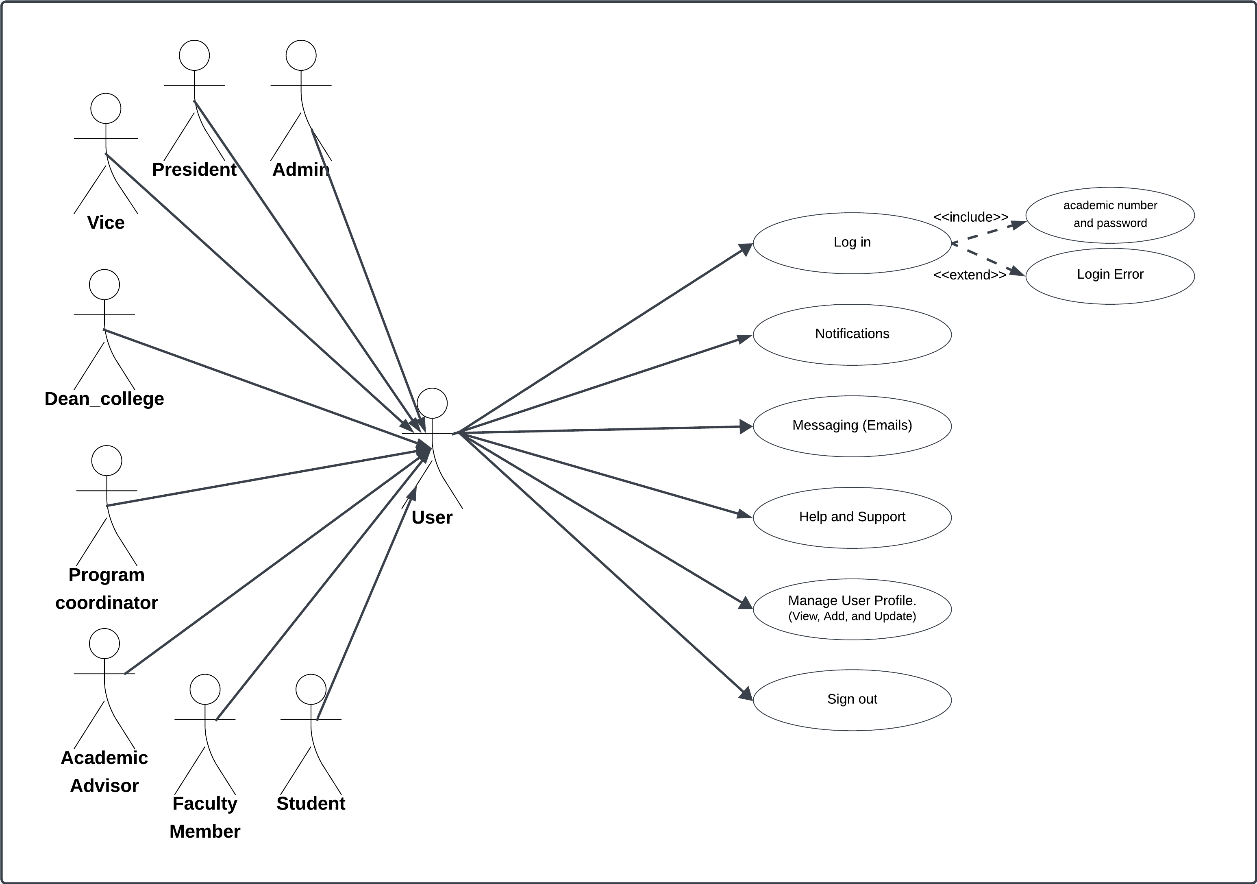 President
Admin
Vice
Dean_college
Program
coordinator
Academic
Advisor
Faculty
Member
Student
User
Log in
<<include>>
academic number
and password
<<extend>>
Login Error
Notifications
Messaging (Emails)
Help and Support
Manage User Profile.
(View, Add, and Update)
Sign out